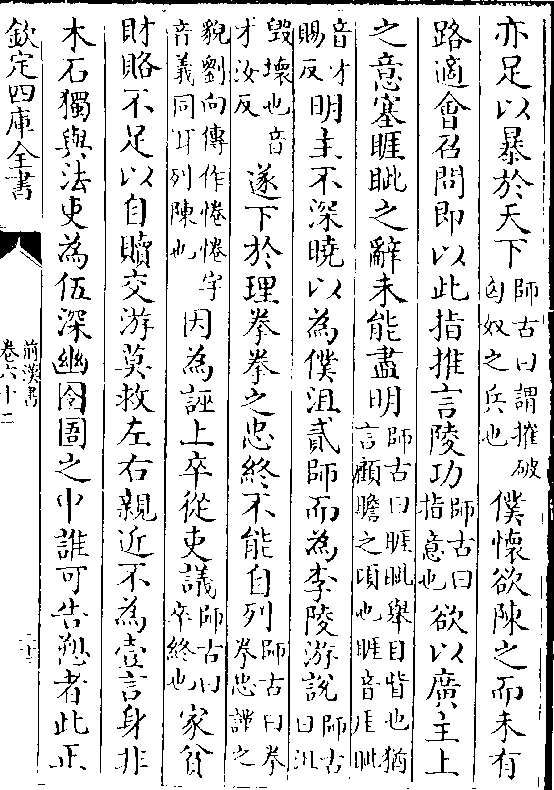 亦足以暴於天下師古曰謂摧破匈奴之兵也僕懷欲陳之而未有
路適會召問即以此指推言陵功師古曰指意也欲以廣主上
之意塞睚眦之辭未能盡明師古曰睚眦舉目眥也猶言顧瞻之頃也睚音厓眦
音才賜反明主不深曉以為僕沮貳師而為李陵游說師古曰沮
毀壞也音才汝反遂下於理拳拳之忠終不能自列師古曰拳拳忠謹之
貌劉向傳作惓惓字音義同耳列陳也因為誣上卒從吏議師古曰卒終也家貧
財賂不足以自贖交游莫救左右親近不為壹言身非
木石獨與法吏為伍深幽囹圄之中誰可告愬者此正
欽定四庫全書
前漢書
卷六十二